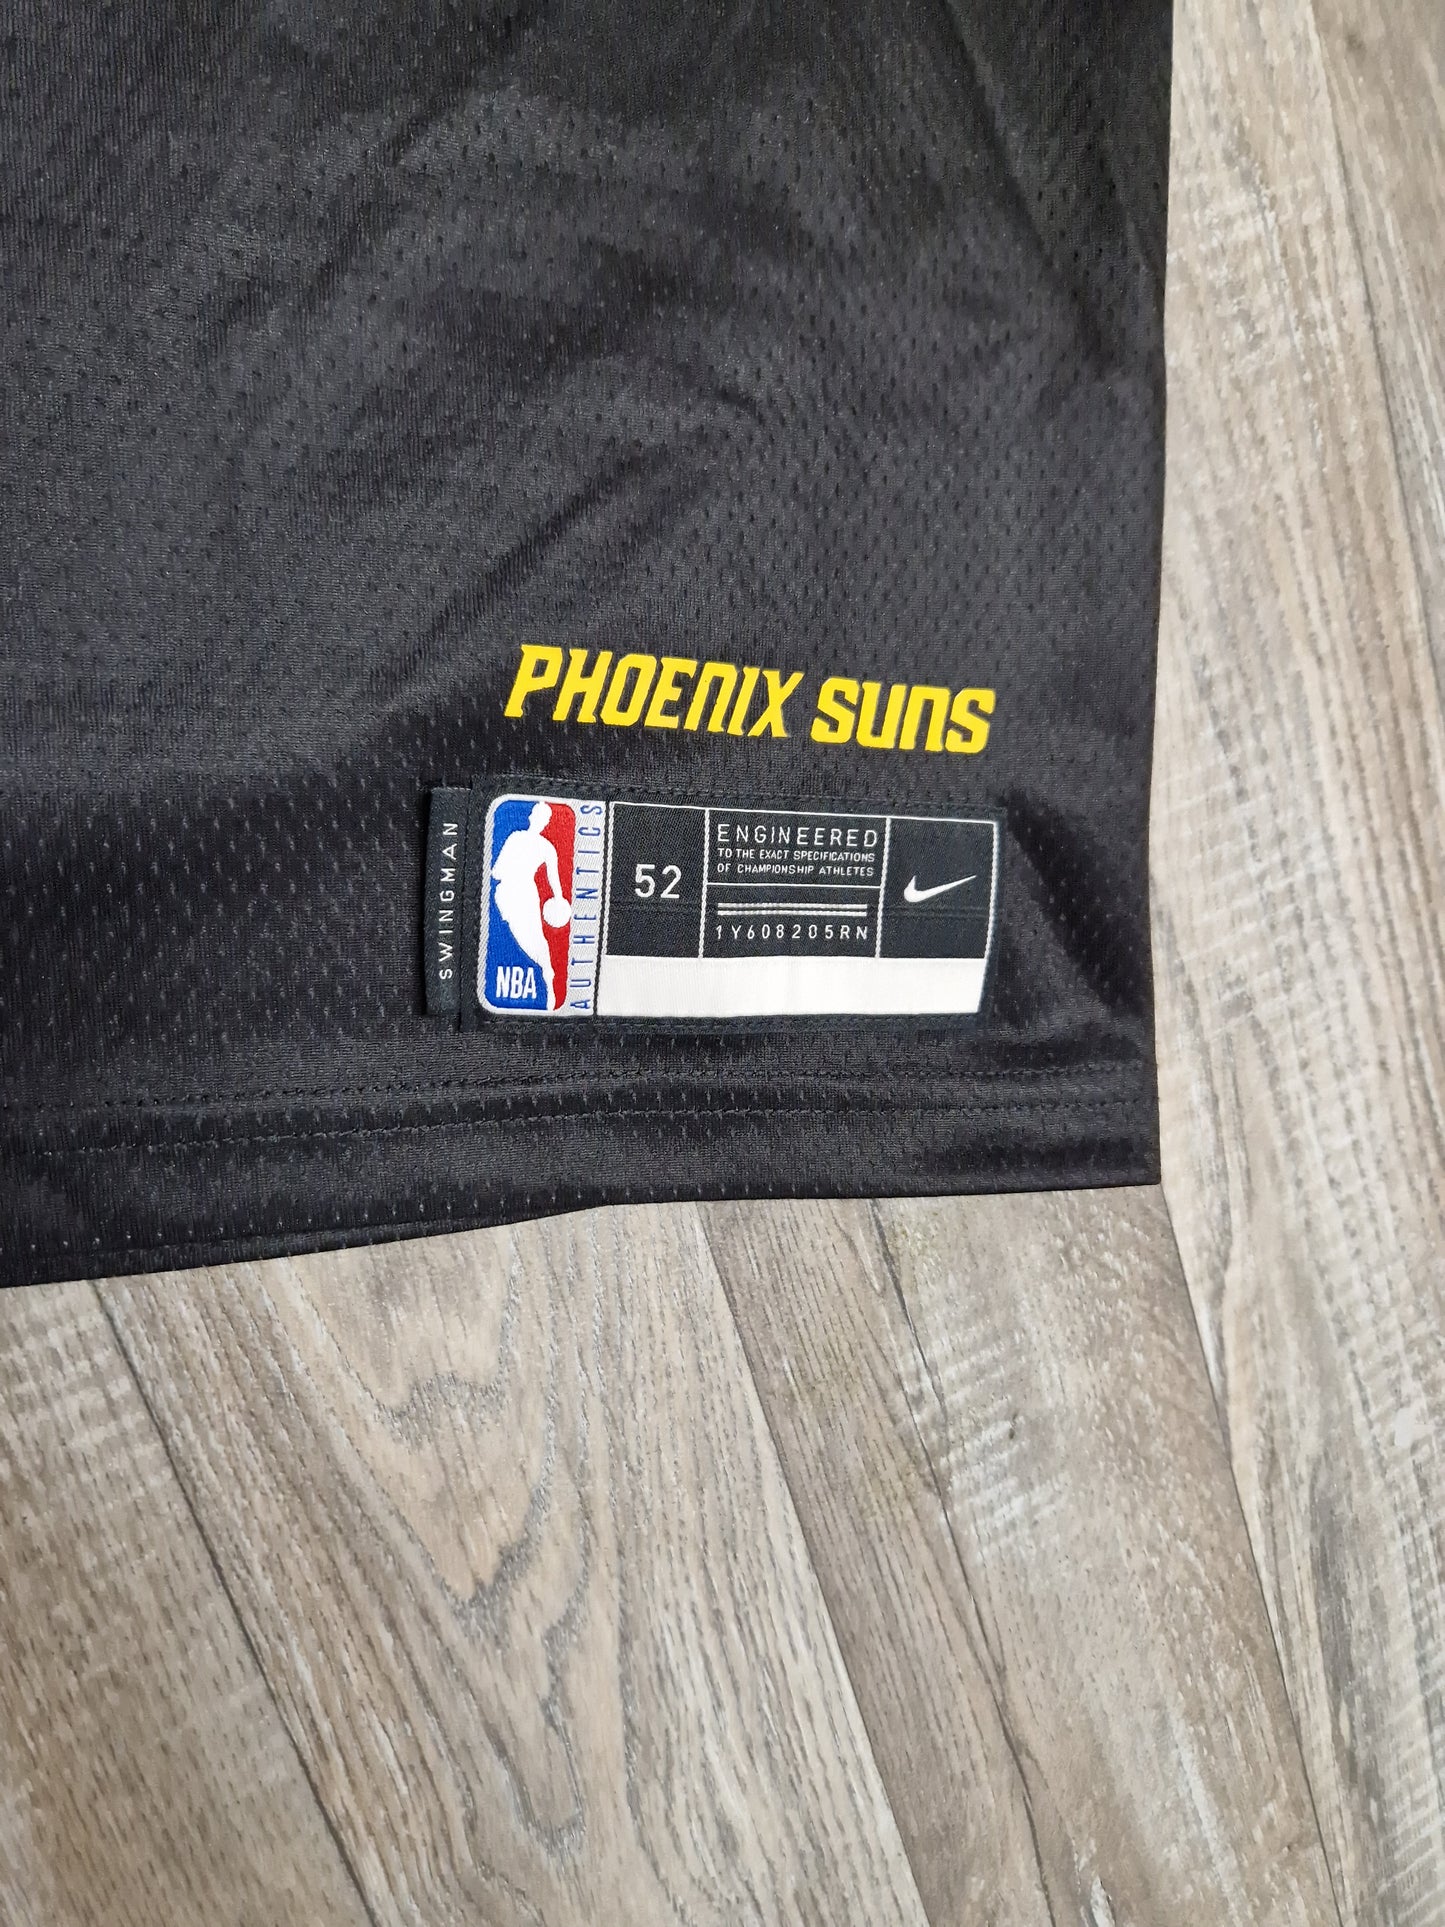 PHOENIX SUNS
SWINGMAN
NBA
AUTHENTICS
52
ENGINEERED
TO THE EXACT SPECIFICATIONS
OF CHAMPIONSHIP ATHLETES
1Y608205RN